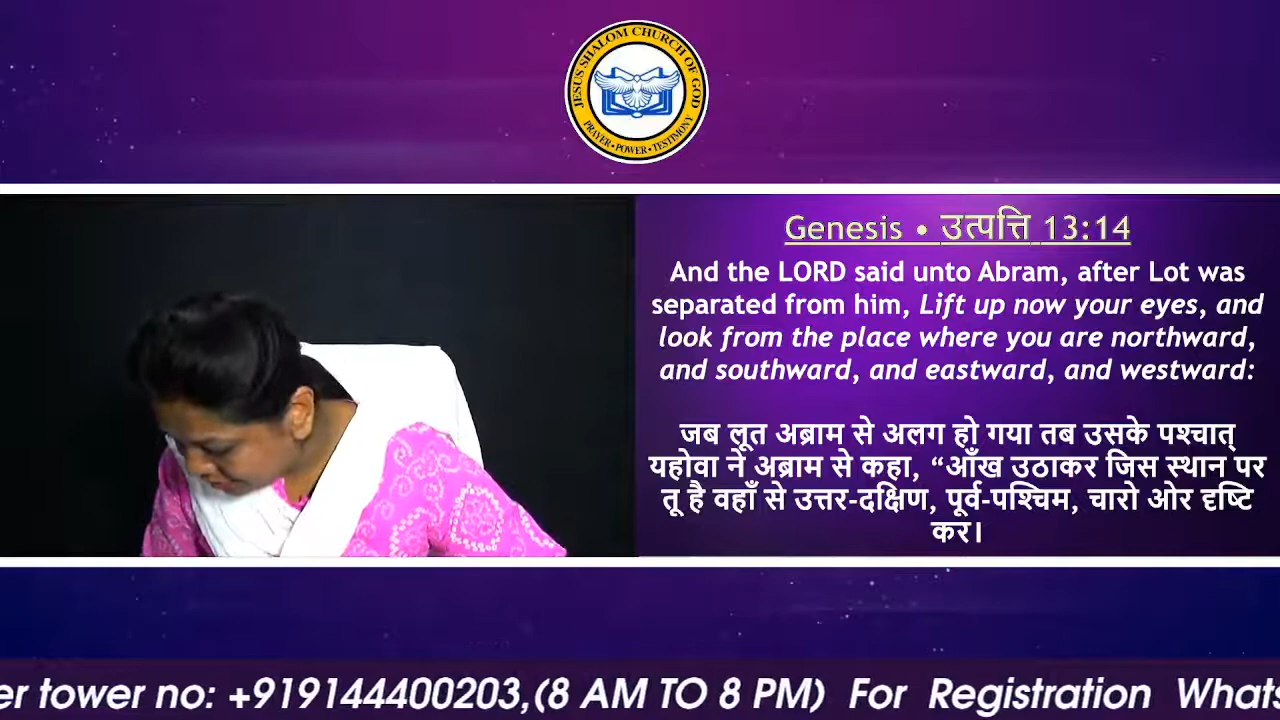 JESUS SHALOM CHURCH OF GOD
PRAYER • POWER • TESTIMONY
Genesis • उत्पत्ति 13:14
And the LORD said unto Abram, after Lot was
separated from him, Lift up now your eyes, and
look from the place where you are northward,
and southward, and eastward, and westward:
जब लूत अब्राम से अलग हो गया तब उसके पश्चात्
यहोवा ने अब्राम से कहा, “आँख उठाकर जिस स्थान पर
तू है वहाँ से उत्तर-दक्षिण, पूर्व-पश्चिम, चारो ओर दृष्टि
कर।
er tower no: +919144400203,(8 AM TO 8 PM) For Registration Whats